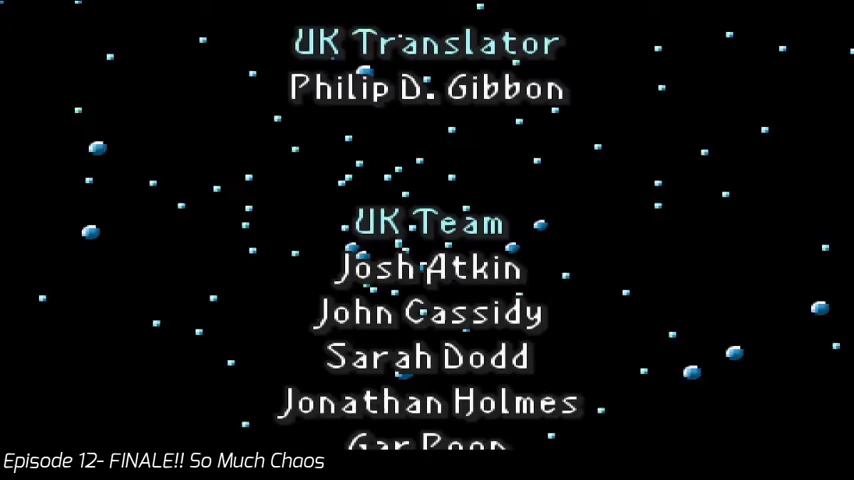 UK Translator
Philip D. Gibbon
UK Team
Josh Atkin
John Cassidy
Sarah Dodd
Jonathan Holmes
Episode 12- FINALE!! So Much Chaos